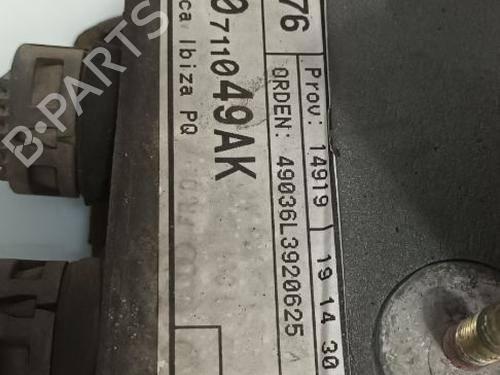 76
Prov: 14919 19 14 30
ORDEN: 49036L3920625
0711049AK
ca Ibiza PQ
B-PARTS